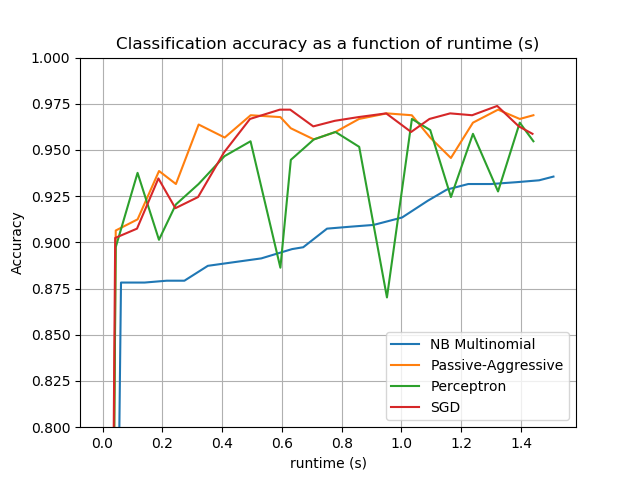 Classification accuracy as a function of runtime (s)
1.000
0.975
0.950
0.925
0.900
0.875
0.850
0.825
0.800
Accuracy
NB Multinomial
Passive-Aggressive
Perceptron
SGD
0.0 0.2 0.4 0.6 0.8 1.0 1.2 1.4
runtime (s)